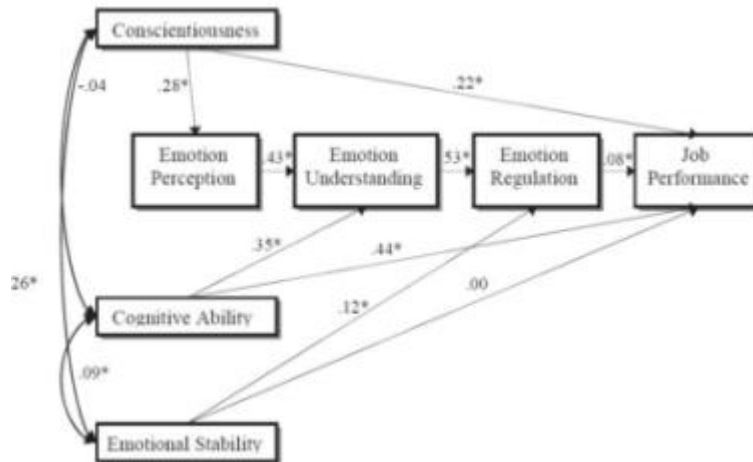 Conscientiousness
-.04
.28*
.22*
Emotion
Perception
.43*
Emotion
Understanding
.53*
Emotion
Regulation
.08*
Job
Performance
.35*
.44*
26*
.12*
.00
Cognitive Ability
.09*
Emotional Stability